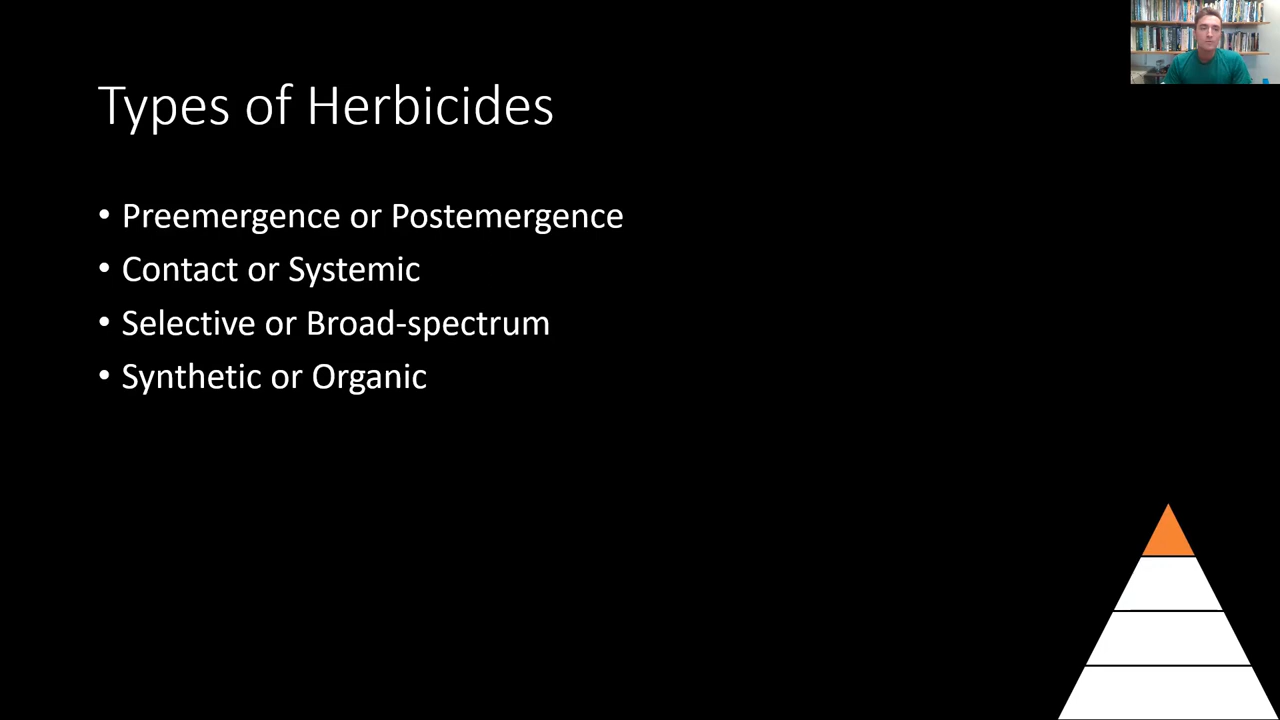 Types of Herbicides
• Preemergence or Postemergence
• Contact or Systemic
• Selective or Broad-spectrum
• Synthetic or Organic